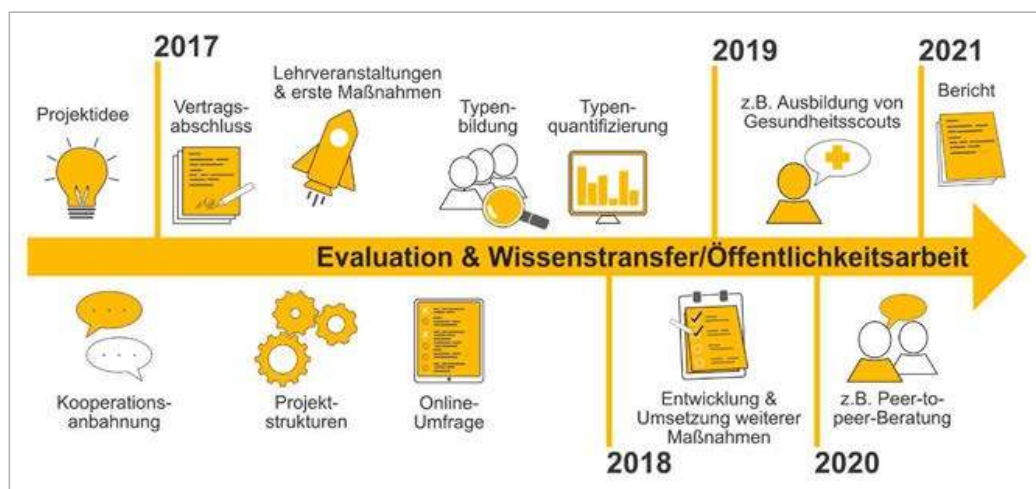 2017
2019
2021
Projektidee
Vertrags-
abschluss
Lehrveranstaltungen
& erste Maßnahmen
Typen-
bildung
Typen-
quantifizierung
z.B. Ausbildung von
Gesundheitsscouts
Bericht
Evaluation & Wissenstransfer/Öffentlichkeitsarbeit
Kooperations-
anbahnung
Projekt-
strukturen
Online-
Umfrage
Entwicklung &
Umsetzung weiterer
Maßnahmen
z.B. Peer-to-
peer-Beratung
2018
2020